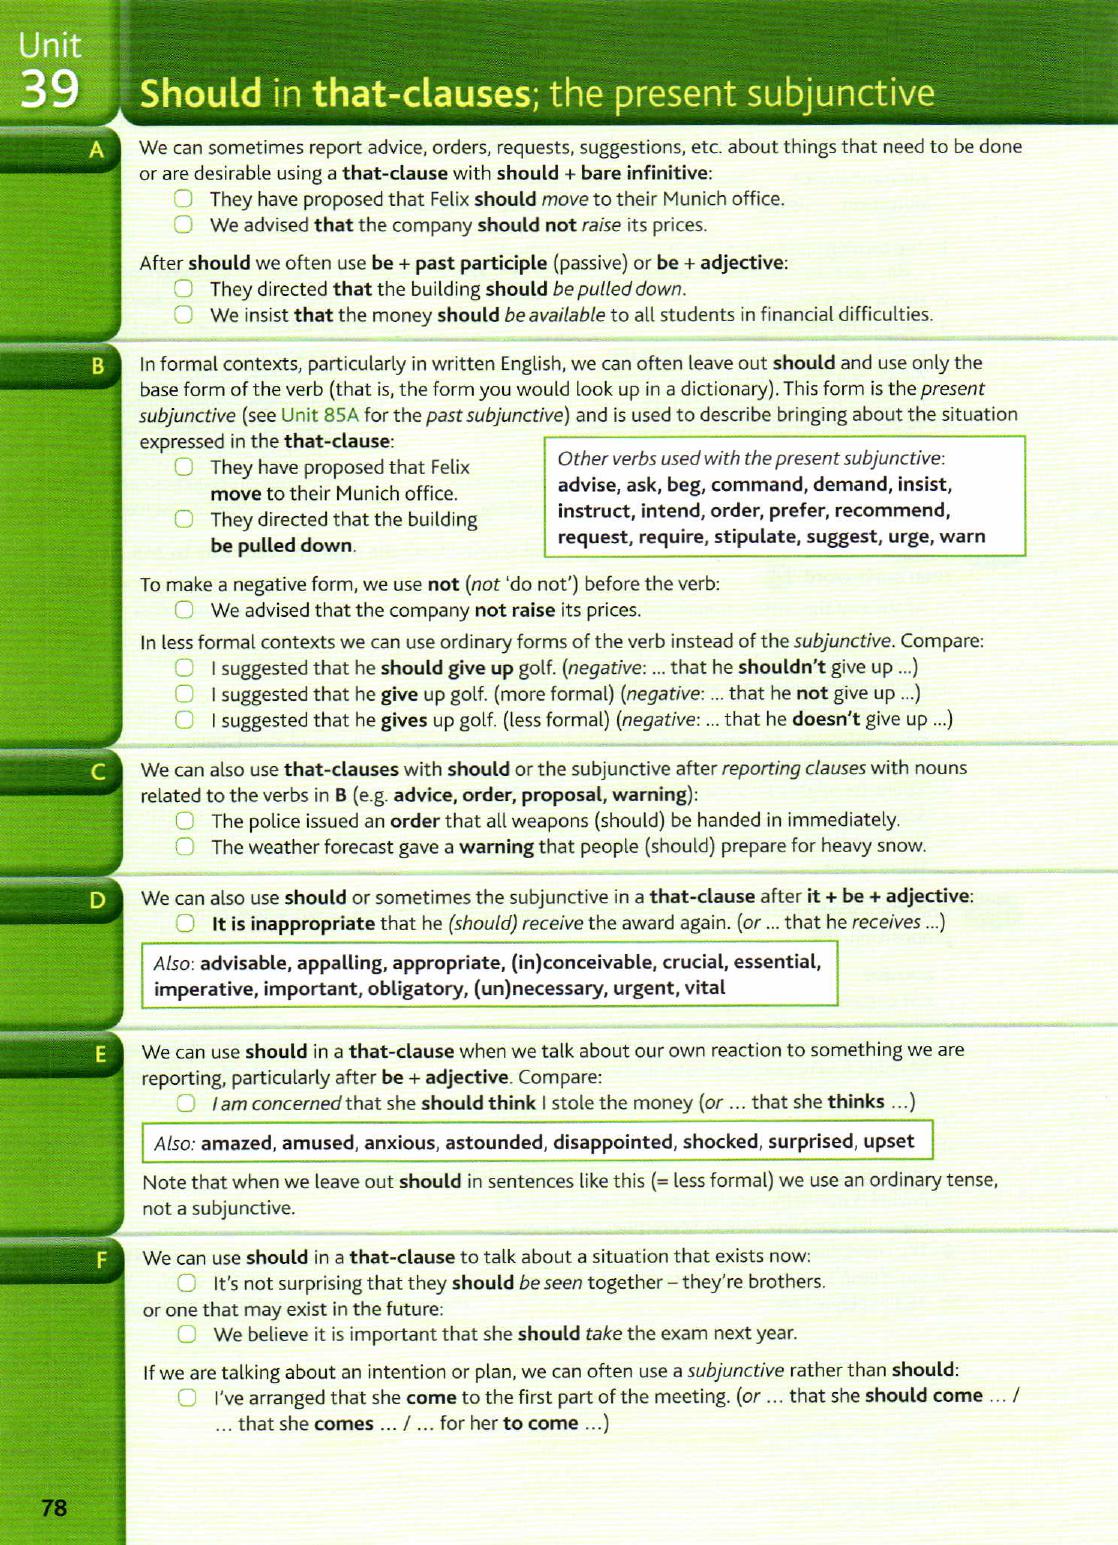 Unit
39
Should in that-clauses; the present subjunctive
A
We can sometimes report advice, orders, requests, suggestions, etc. about things that need to be done
or are desirable using a that-clause with should + bare infinitive:
They have proposed that Felix should move to their Munich office.
We advised that the company should not raise its prices.
After should we often use be + past participle (passive) or be + adjective:
They directed that the building should be pulled down.
We insist that the money should be available to all students in financial difficulties.
B
In formal contexts, particularly in written English, we can often leave out should and use only the
base form of the verb (that is, the form you would look up in a dictionary). This form is the present
subjunctive (see Unit 85A for the past subjunctive) and is used to describe bringing about the situation
expressed in the that-clause:
They have proposed that Felix
move to their Munich office.
They directed that the building
be pulled down.
Other verbs used with the present subjunctive:
advise, ask, beg, command, demand, insist,
instruct, intend, order, prefer, recommend,
request, require, stipulate, suggest, urge, warn
To make a negative form, we use not (not 'do not') before the verb:
We advised that the company not raise its prices.
In less formal contexts we can use ordinary forms of the verb instead of the subjunctive. Compare:
I suggested that he should give up golf. (negative: ... that he shouldn't give up ...)
I suggested that he give up golf. (more formal) (negative: ... that he not give up ...)
I suggested that he gives up golf. (less formal) (negative: ... that he doesn't give up ...)
C
We can also use that-clauses with should or the subjunctive after reporting clauses with nouns
related to the verbs in B (e.g. advice, order, proposal, warning):
The police issued an order that all weapons (should) be handed in immediately.
The weather forecast gave a warning that people (should) prepare for heavy snow.
D
We can also use should or sometimes the subjunctive in a that-clause after it + be + adjective:
It is inappropriate that he (should) receive the award again. (or ... that he receives ...)
Also: advisable, appalling, appropriate, (in)conceivable, crucial, essential,
imperative, important, obligatory, (un)necessary, urgent, vital
E
We can use should in a that-clause when we talk about our own reaction to something we are
reporting, particularly after be + adjective. Compare:
I am concerned that she should think I stole the money (or ... that she thinks ...)
Also: amazed, amused, anxious, astounded, disappointed, shocked, surprised, upset
Note that when we leave out should in sentences like this (= less formal) we use an ordinary tense,
not a subjunctive.
F
We can use should in a that-clause to talk about a situation that exists now:
It's not surprising that they should be seen together – they're brothers.
or one that may exist in the future:
We believe it is important that she should take the exam next year.
If we are talking about an intention or plan, we can often use a subjunctive rather than should:
I've arranged that she come to the first part of the meeting. (or ... that she should come ... /
... that she comes ... / ... for her to come ...)
78